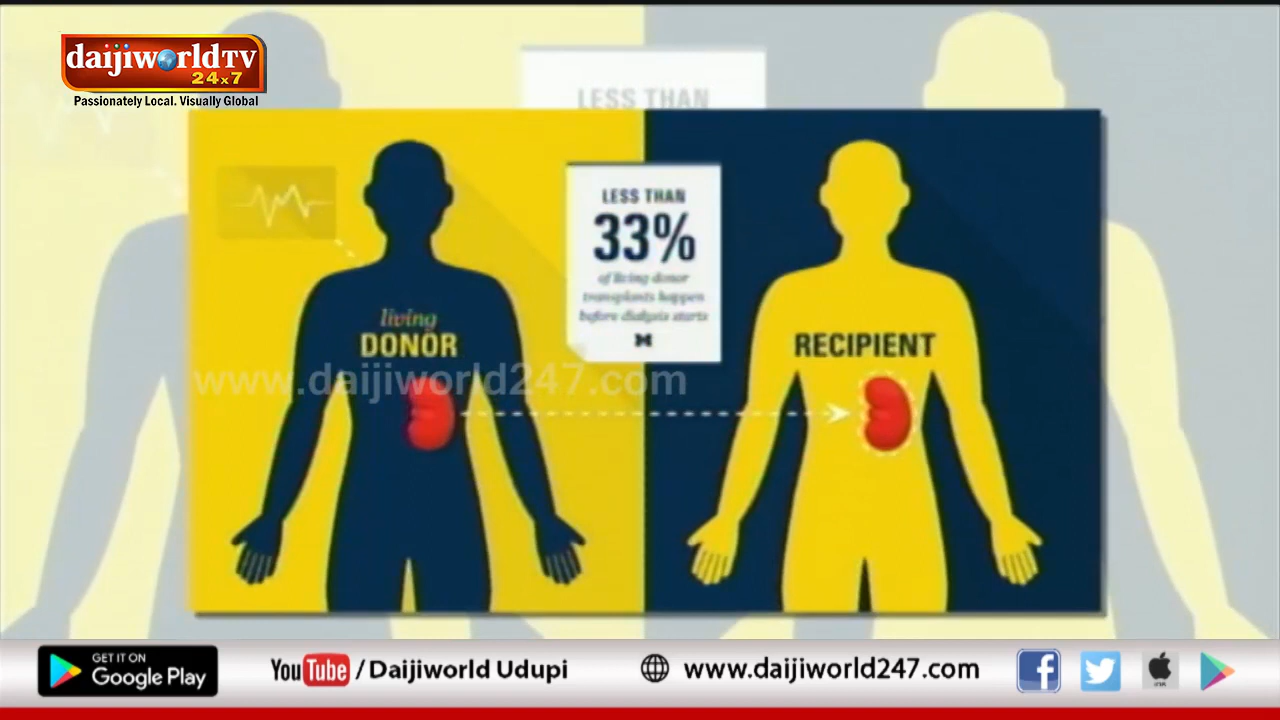 daijiworldTV
24x7
Passionately Local. Visually Global
LESS THAN
LESS THAN
33%
of living donor
transplants happen
before dialysis starts
living
DONOR
RECIPIENT
www.daijiworld247.com
GET IT ON
Google Play
YouTube /Daijiworld Udupi
www.daijiworld247.com